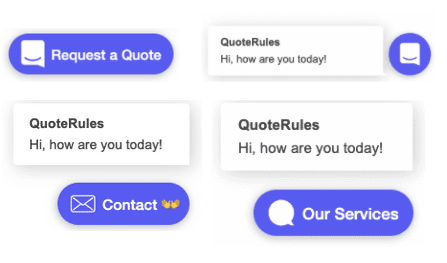 Request a Quote
QuoteRules
Hi, how are you today!
QuoteRules
Hi, how are you today!
Contact 👐
QuoteRules
Hi, how are you today!
Our Services